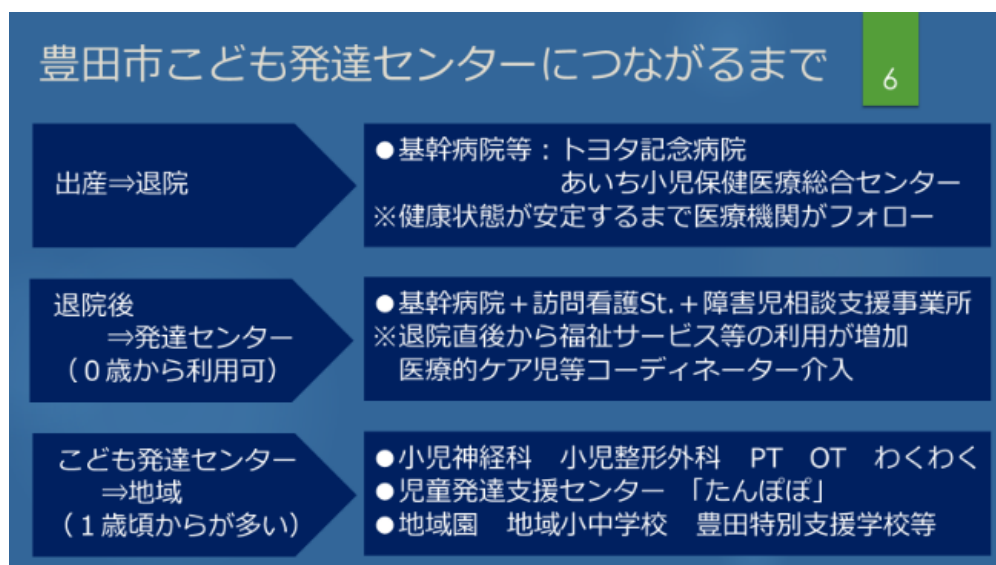 豊田市こども発達センターにつながるまで
6
出産⇒退院
●基幹病院等：トヨタ記念病院
あいち小児保健医療総合センター
※健康状態が安定するまで医療機関がフォロー
退院後
⇒発達センター
（０歳から利用可）
●基幹病院＋訪問看護St.＋障害児相談支援事業所
※退院直後から福祉サービス等の利用が増加
医療的ケア児等コーディネーター介入
こども発達センター
⇒地域
（１歳頃からが多い）
●小児神経科　小児整形外科　PT　OT　わくわく
●児童発達支援センター　「たんぽぽ」
●地域園　地域小中学校　豊田特別支援学校等